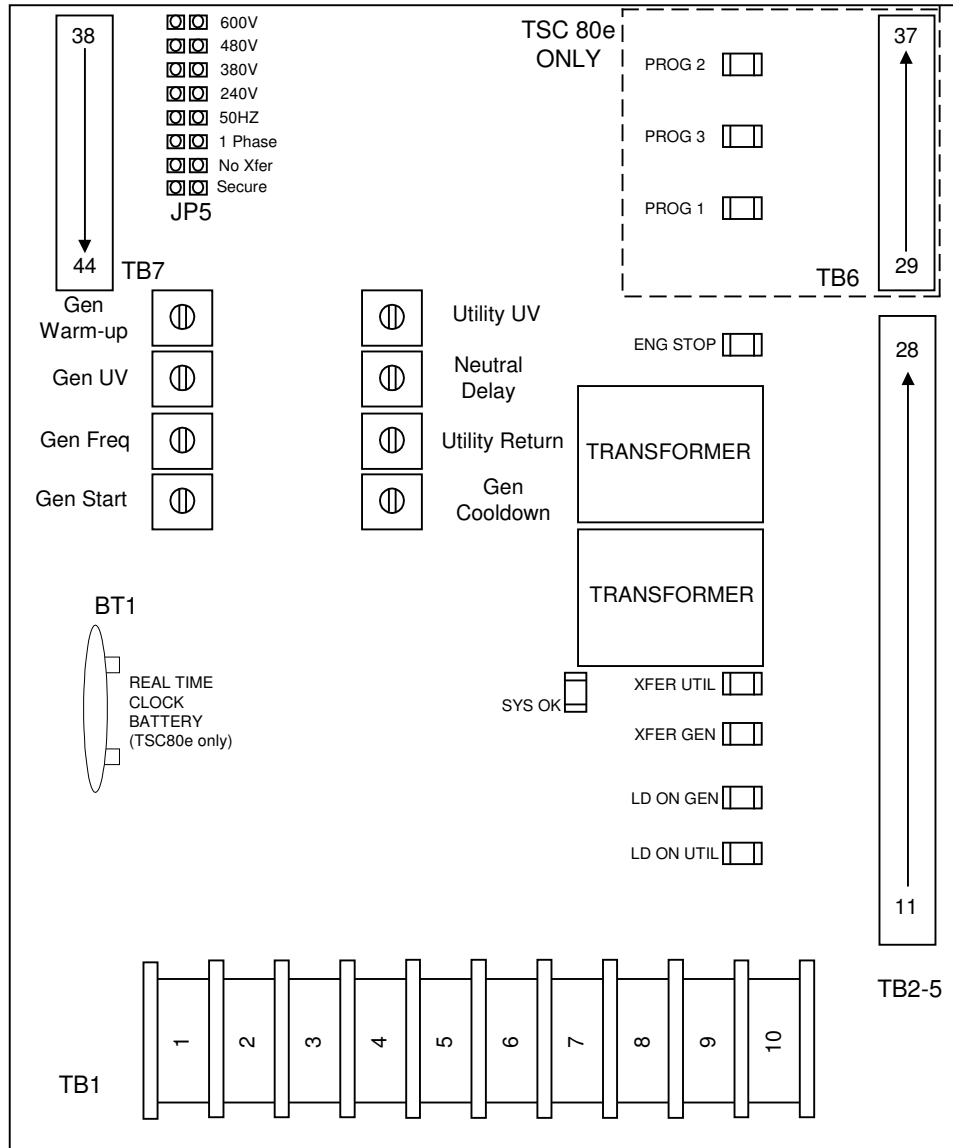 38
44
TB7
600V
480V
380V
240V
50HZ
1 Phase
No Xfer
Secure
JP5
TSC 80e
ONLY
PROG 2
PROG 3
PROG 1
37
29
TB6
Gen
Warm-up
Gen UV
Gen Freq
Gen Start
Utility UV
Neutral
Delay
Utility Return
Gen
Cooldown
ENG STOP
TRANSFORMER
TRANSFORMER
28
11
TB2-5
BT1
REAL TIME
CLOCK
BATTERY
(TSC80e only)
SYS OK
XFER UTIL
XFER GEN
LD ON GEN
LD ON UTIL
TB1
1
2
3
4
5
6
7
8
9
10